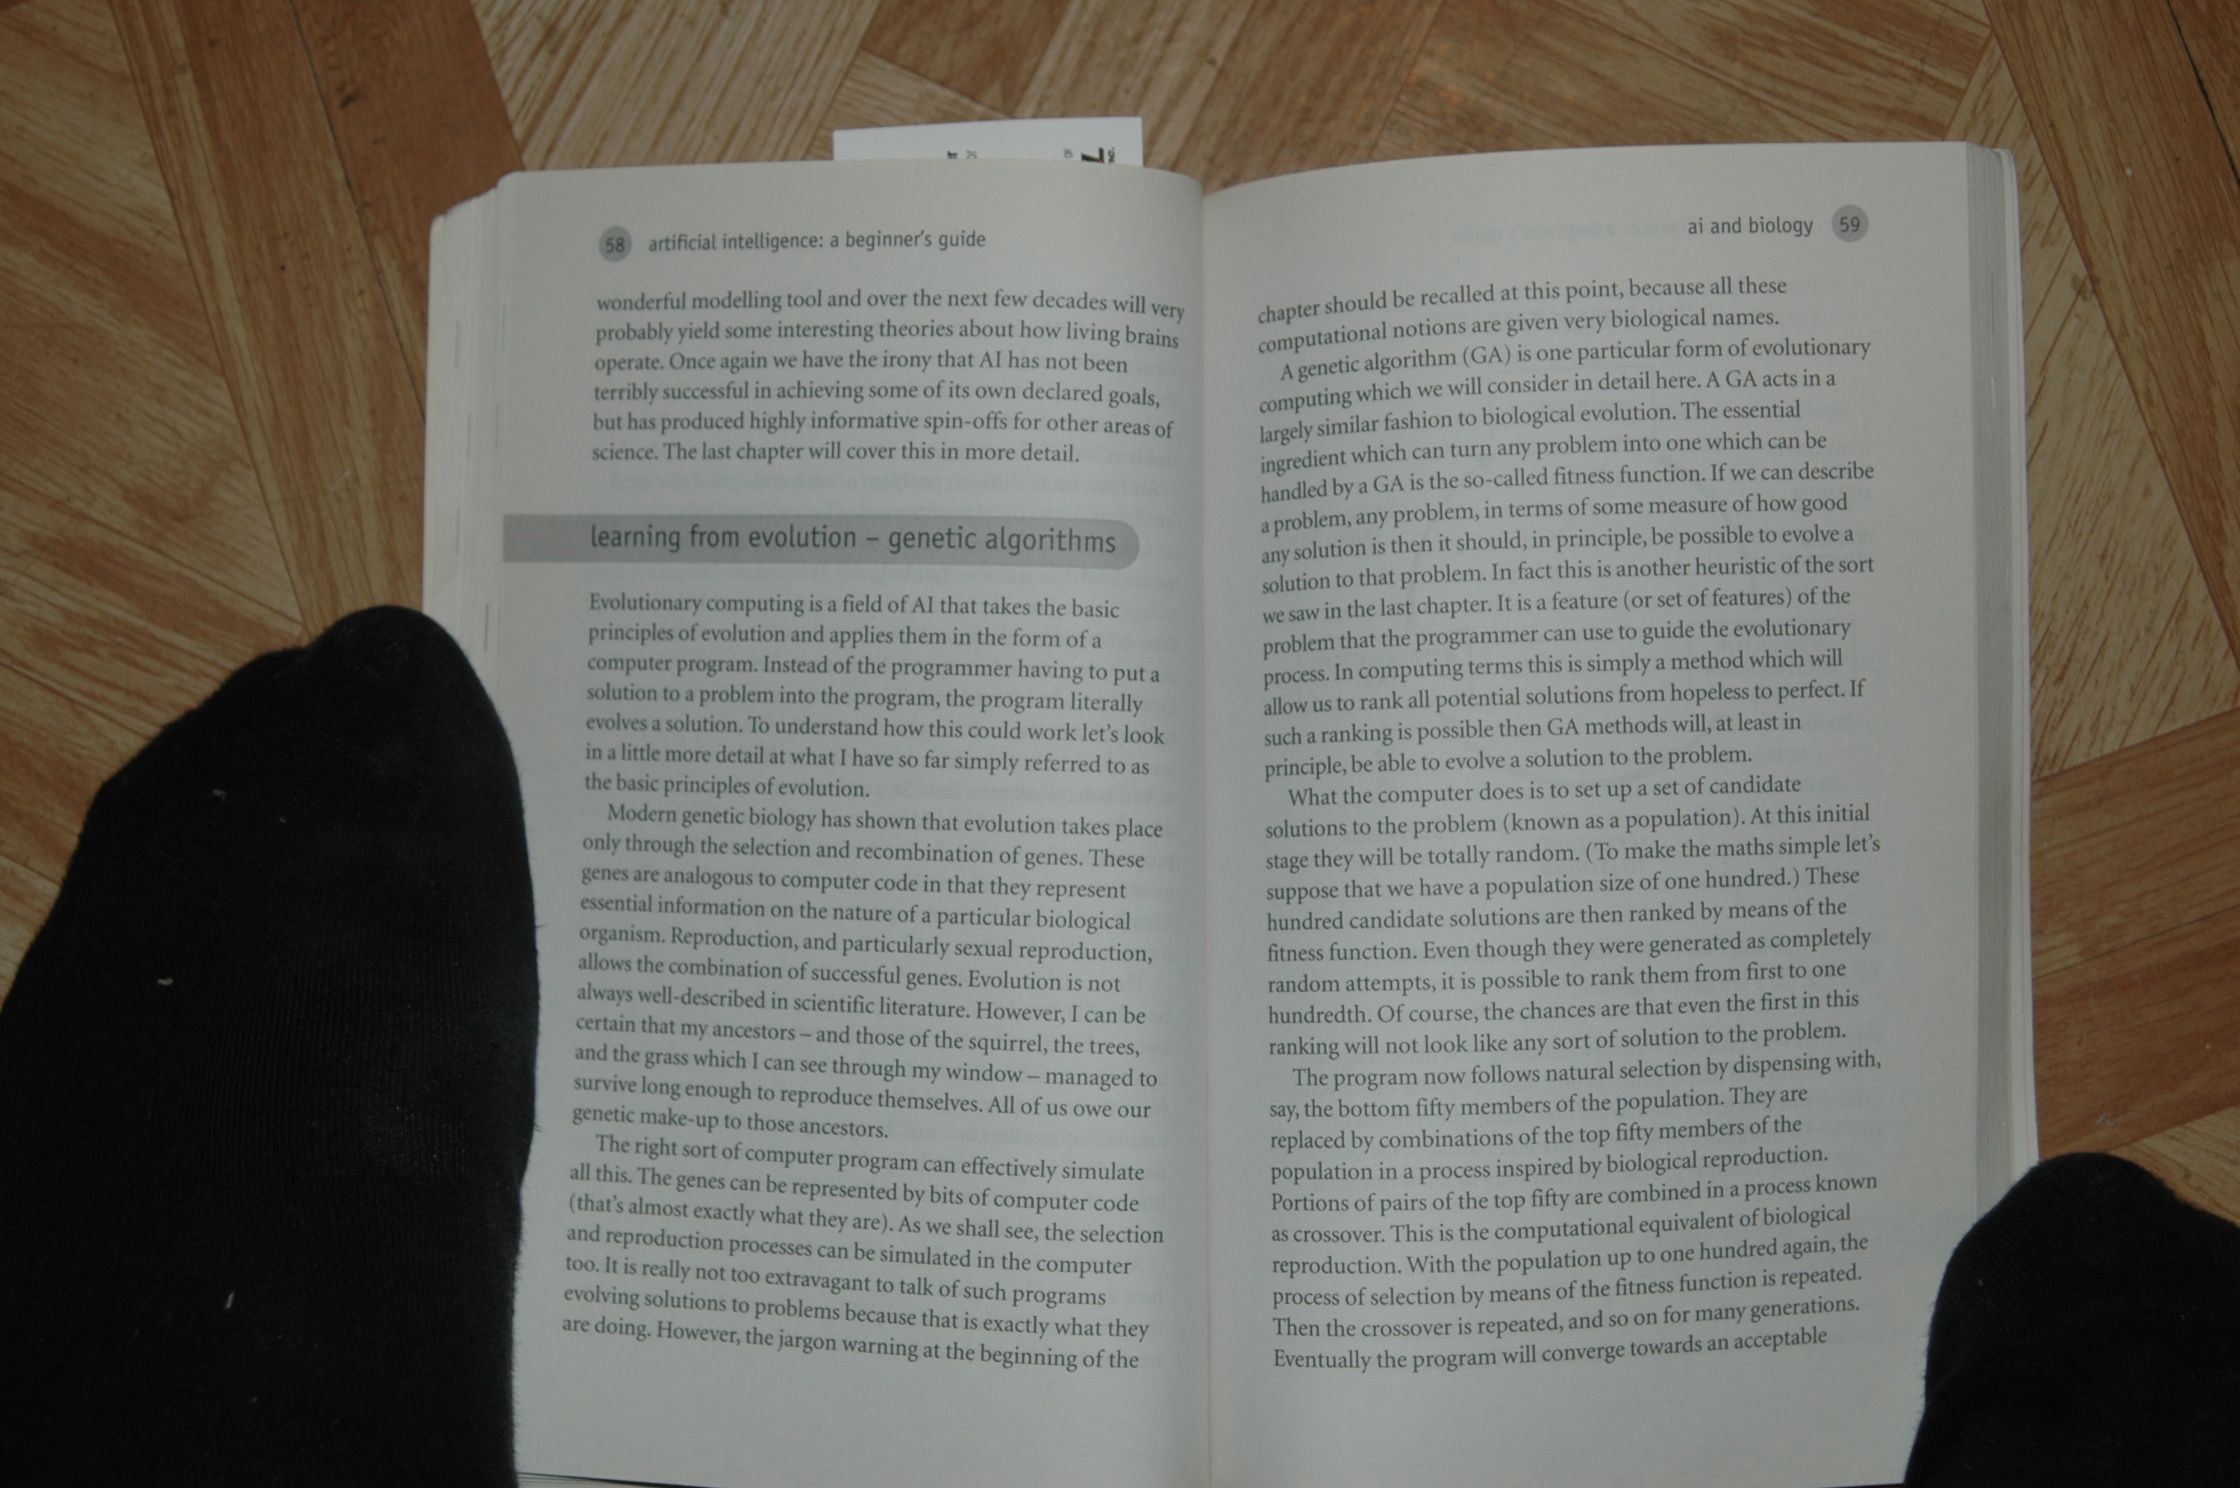 58 artificial intelligence: a beginner's guide
wonderful modelling tool and over the next few decades will very
probably yield some interesting theories about how living brains
operate. Once again we have the irony that AI has not been
terribly successful in achieving some of its own declared goals,
but has produced highly informative spin-offs for other areas of
science. The last chapter will cover this in more detail.
learning from evolution – genetic algorithms
Evolutionary computing is a field of AI that takes the basic
principles of evolution and applies them in the form of a
computer program. Instead of the programmer having to put a
solution to a problem into the program, the program literally
evolves a solution. To understand how this could work let's look
in a little more detail at what I have so far simply referred to as
the basic principles of evolution.
Modern genetic biology has shown that evolution takes place
only through the selection and recombination of genes. These
genes are analogous to computer code in that they represent
essential information on the nature of a particular biological
organism. Reproduction, and particularly sexual reproduction,
allows the combination of successful genes. Evolution is not
always well-described in scientific literature. However, I can be
certain that my ancestors – and those of the squirrel, the trees,
and the grass which I can see through my window – managed to
survive long enough to reproduce themselves. All of us owe our
genetic make-up to those ancestors.
The right sort of computer program can effectively simulate
all this. The genes can be represented by bits of computer code
(that's almost exactly what they are). As we shall see, the selection
and reproduction processes can be simulated in the computer
too. It is really not too extravagant to talk of such programs
evolving solutions to problems because that is exactly what they
are doing. However, the jargon warning at the beginning of the
ai and biology 59
chapter should be recalled at this point, because all these
computational notions are given very biological names.
A genetic algorithm (GA) is one particular form of evolutionary
computing which we will consider in detail here. A GA acts in a
largely similar fashion to biological evolution. The essential
ingredient which can turn any problem into one which can be
handled by a GA is the so-called fitness function. If we can describe
a problem, any problem, in terms of some measure of how good
any solution is then it should, in principle, be possible to evolve a
solution to that problem. In fact this is another heuristic of the sort
we saw in the last chapter. It is a feature (or set of features) of the
problem that the programmer can use to guide the evolutionary
process. In computing terms this is simply a method which will
allow us to rank all potential solutions from hopeless to perfect. If
such a ranking is possible then GA methods will, at least in
principle, be able to evolve a solution to the problem.
What the computer does is to set up a set of candidate
solutions to the problem (known as a population). At this initial
stage they will be totally random. (To make the maths simple let's
suppose that we have a population size of one hundred.) These
hundred candidate solutions are then ranked by means of the
fitness function. Even though they were generated as completely
random attempts, it is possible to rank them from first to one
hundredth. Of course, the chances are that even the first in this
ranking will not look like any sort of solution to the problem.
The program now follows natural selection by dispensing with,
say, the bottom fifty members of the population. They are
replaced by combinations of the top fifty members of the
population in a process inspired by biological reproduction.
Portions of pairs of the top fifty are combined in a process known
as crossover. This is the computational equivalent of biological
reproduction. With the population up to one hundred again, the
process of selection by means of the fitness function is repeated.
Then the crossover is repeated, and so on for many generations.
Eventually the program will converge towards an acceptable